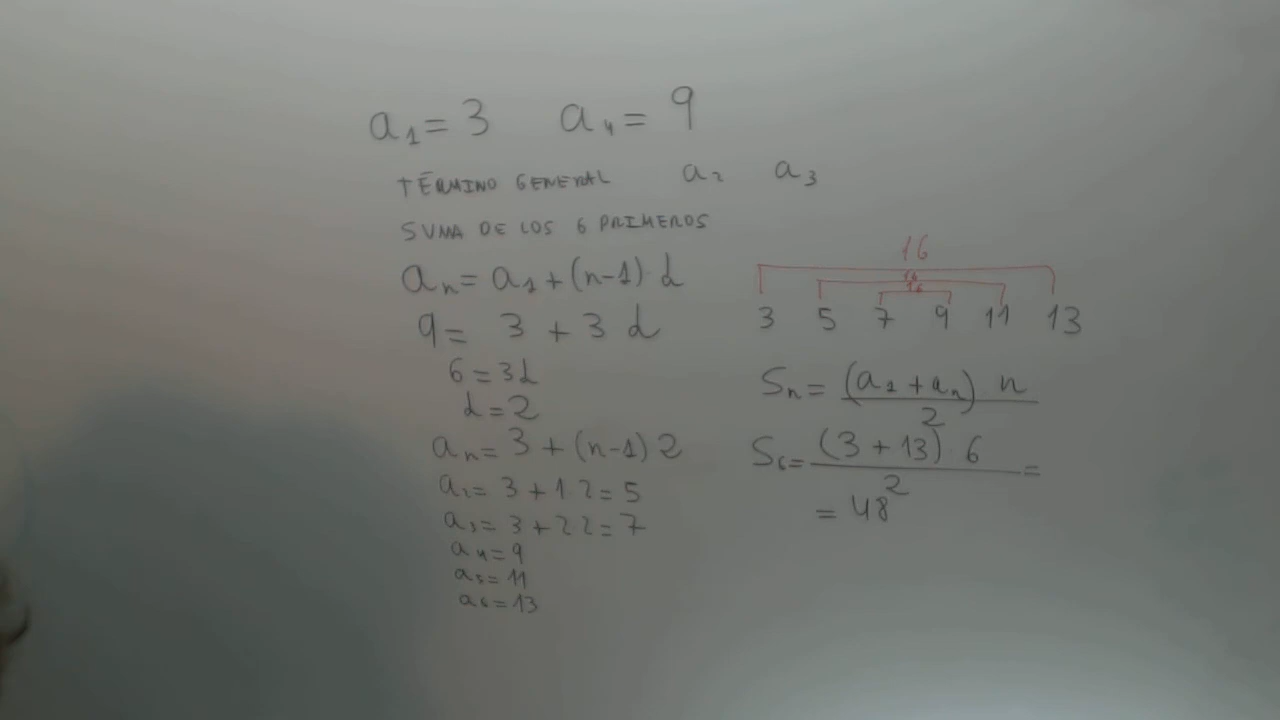 a₁ = 3 a₄ = 9
TÉRMINO GENERAL a₂ a₃
SUMA DE LOS 6 PRIMEROS
aₙ = a₁ + (n-1) · d
9 = 3 + 3 d
6 = 3d
d = 2
aₙ = 3 + (n-1) 2
a₂ = 3 + 1·2 = 5
a₃ = 3 + 2·2 = 7
a₄ = 9
a₅ = 11
a₆ = 13
16
16
16
3 5 7 9 11 13
Sₙ = (a₁ + aₙ) n
2
S₆ = (3 + 13) 6 =
2
= 48